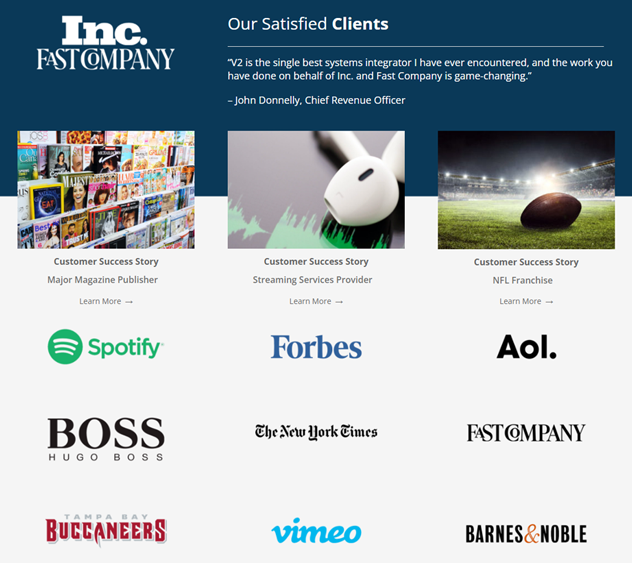 Inc.
FAST COMPANY
Our Satisfied Clients
“V2 is the single best systems integrator I have ever encountered, and the work you
have done on behalf of Inc. and Fast Company is game-changing.”
– John Donnelly, Chief Revenue Officer
Customer Success Story
Major Magazine Publisher
Learn More →
Customer Success Story
Streaming Services Provider
Learn More →
Customer Success Story
NFL Franchise
Learn More →
Spotify
Forbes
Aol.
BOSS
HUGO BOSS
The New York Times
FAST COMPANY
TAMPA BAY
BUCCANEERS
vimeo
BARNES&NOBLE